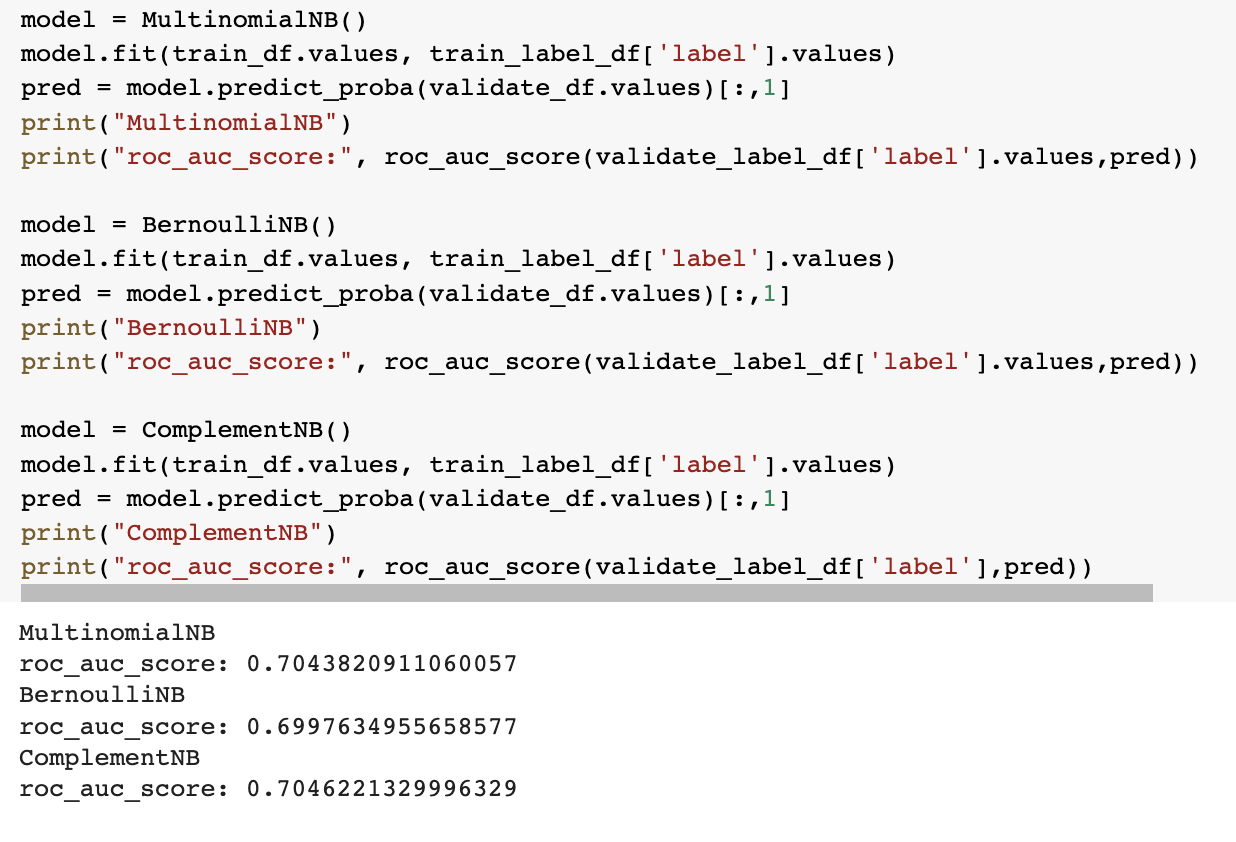 model = MultinomialNB()
model.fit(train_df.values, train_label_df['label'].values)
pred = model.predict_proba(validate_df.values)[:,1]
print("MultinomialNB")
print("roc_auc_score:", roc_auc_score(validate_label_df['label'].values,pred))

model = BernoulliNB()
model.fit(train_df.values, train_label_df['label'].values)
pred = model.predict_proba(validate_df.values)[:,1]
print("BernoulliNB")
print("roc_auc_score:", roc_auc_score(validate_label_df['label'].values,pred))

model = ComplementNB()
model.fit(train_df.values, train_label_df['label'].values)
pred = model.predict_proba(validate_df.values)[:,1]
print("ComplementNB")
print("roc_auc_score:", roc_auc_score(validate_label_df['label'],pred))
MultinomialNB
roc_auc_score: 0.7043820911060057
BernoulliNB
roc_auc_score: 0.6997634955658577
ComplementNB
roc_auc_score: 0.7046221329996329